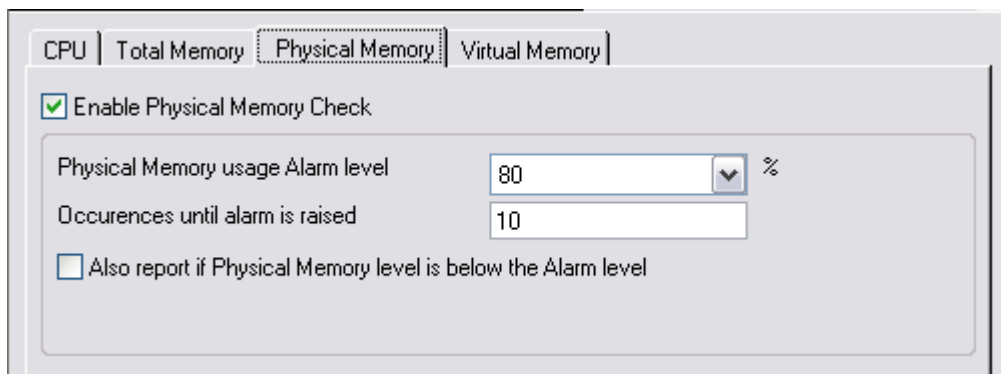 CPU Total Memory Physical Memory Virtual Memory
Enable Physical Memory Check
Physical Memory usage Alarm level 80 %
Occurences until alarm is raised 10
Also report if Physical Memory level is below the Alarm level